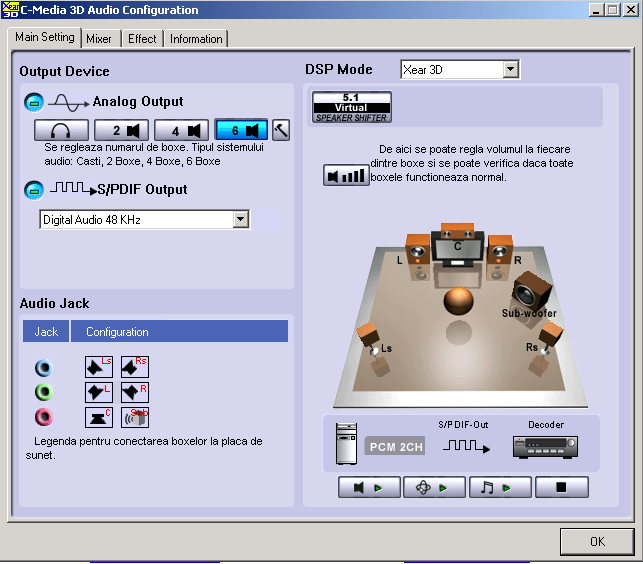 Xear 3D C-Media 3D Audio Configuration
Main Setting Mixer Effect Information
Output Device
Analog Output
2 4 6
Se regleaza numarul de boxe. Tipul sistemului
audio: Casti, 2 Boxe, 4 Boxe, 6 Boxe
S/PDIF Output
Digital Audio 48 KHz
Audio Jack
Jack Configuration
Ls Rs
L R
C
Legenda pentru conectarea boxelor la placa de
sunet.
DSP Mode Xear 3D
5.1
Virtual
SPEAKER SHIFTER
De aici se poate regla volumul la fiecare
dintre boxe si se poate verifica daca toate
boxele functioneaza normal.
L C R
Sub-woofer
Ls Rs
S/PDIF-Out Decoder
PCM 2CH
OK